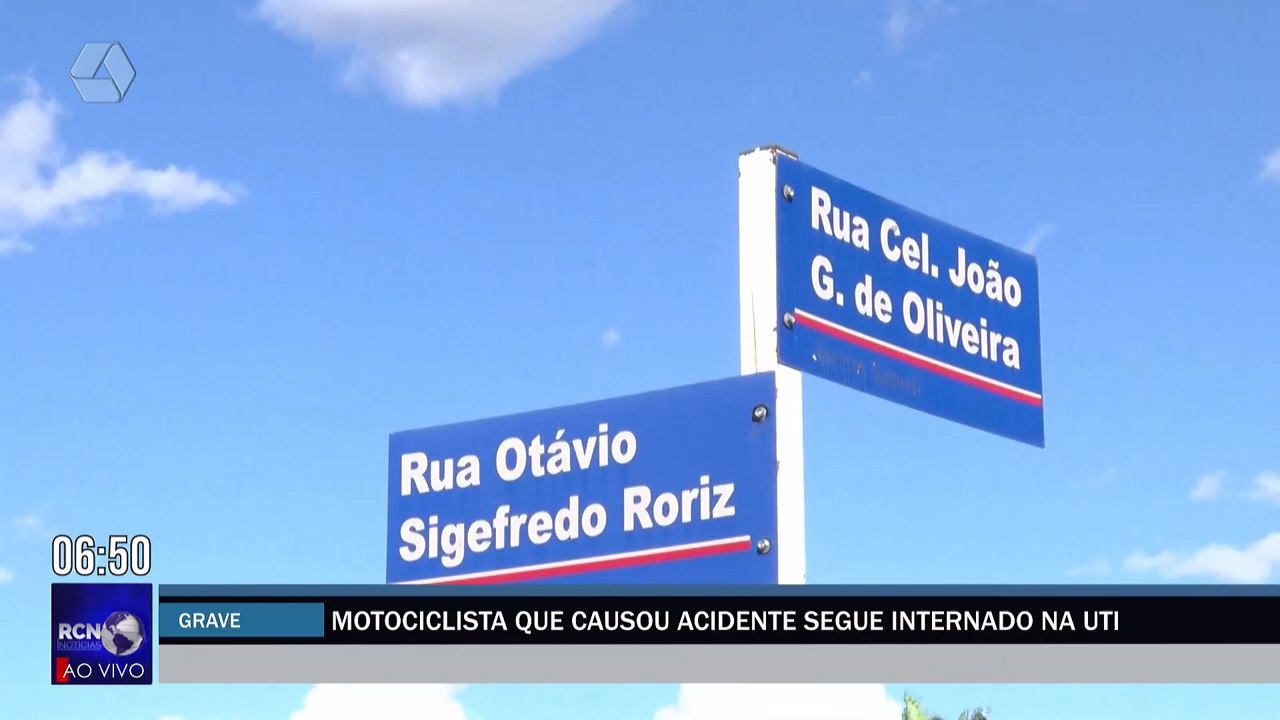 Rua Cel. João
G. de Oliveira
Rua Otávio
Sigefredo Roriz
06:50
GRAVE
MOTOCICLISTA QUE CAUSOU ACIDENTE SEGUE INTERNADO NA UTI
RCN
NOTÍCIAS
AO VIVO